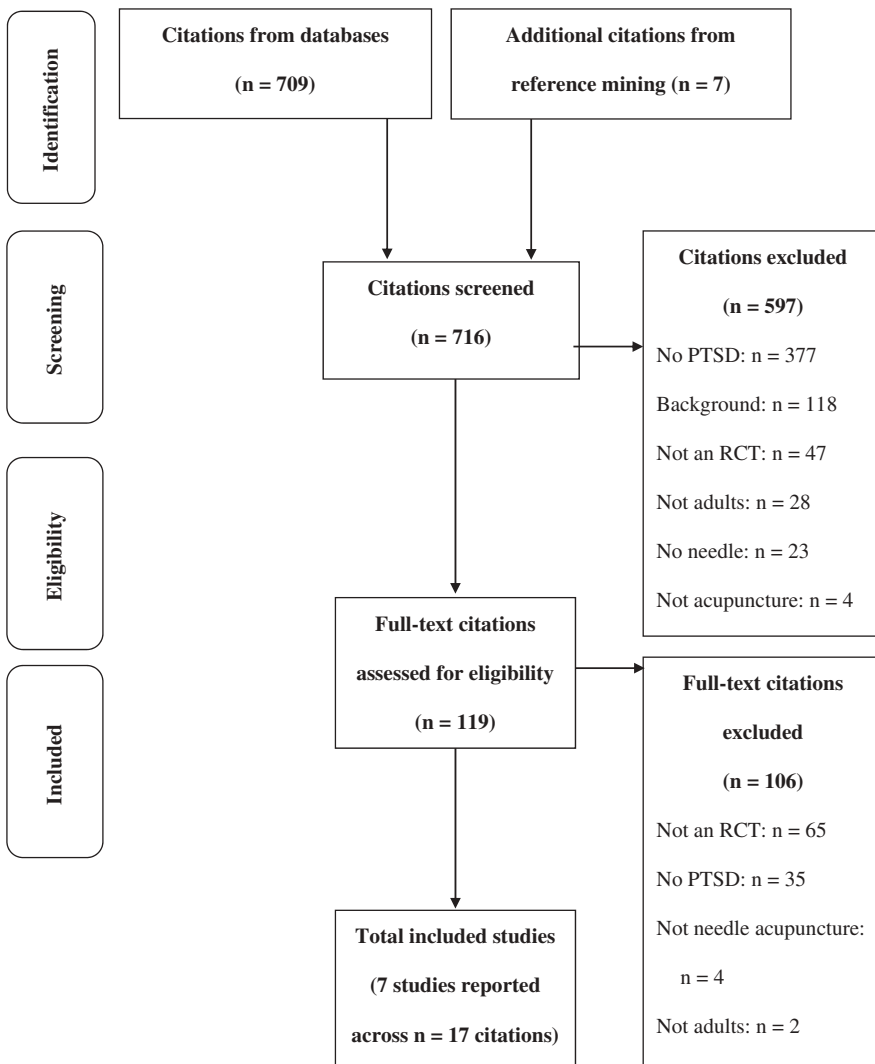 Identification
Citations from databases
(n = 709)
Additional citations from
reference mining (n = 7)
Screening
Citations screened
(n = 716)
Citations excluded
(n = 597)
No PTSD: n = 377
Background: n = 118
Not an RCT: n = 47
Not adults: n = 28
No needle: n = 23
Not acupuncture: n = 4
Eligibility
Full-text citations
assessed for eligibility
(n = 119)
Full-text citations
excluded
(n = 106)
Not an RCT: n = 65
No PTSD: n = 35
Not needle acupuncture:
n = 4
Not adults: n = 2
Included
Total included studies
(7 studies reported
across n = 17 citations)